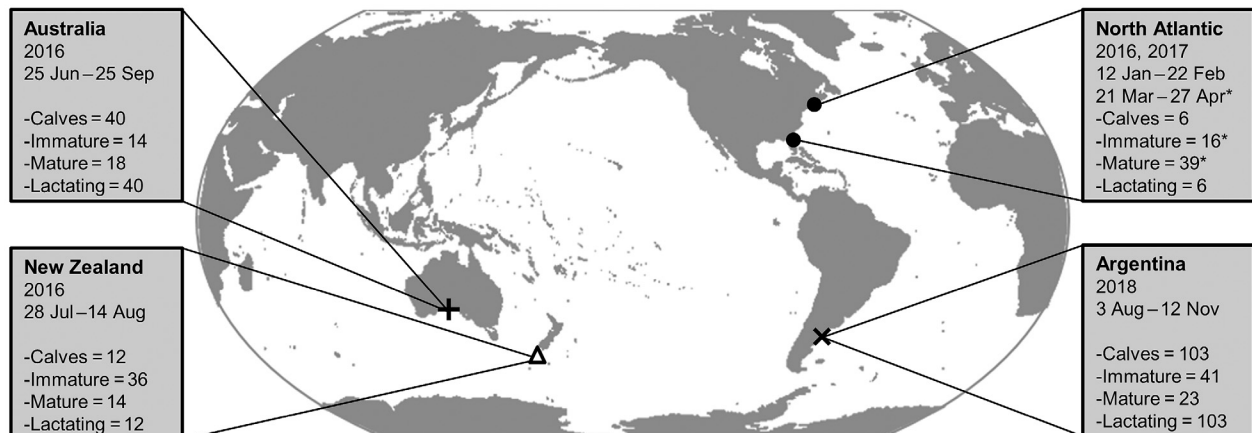 Australia
2016
25 Jun – 25 Sep
-Calves = 40
-Immature = 14
-Mature = 18
-Lactating = 40
New Zealand
2016
28 Jul – 14 Aug
-Calves = 12
-Immature = 36
-Mature = 14
-Lactating = 12
North Atlantic
2016, 2017
12 Jan – 22 Feb
21 Mar – 27 Apr*
-Calves = 6
-Immature = 16*
-Mature = 39*
-Lactating = 6
Argentina
2018
3 Aug – 12 Nov
-Calves = 103
-Immature = 41
-Mature = 23
-Lactating = 103